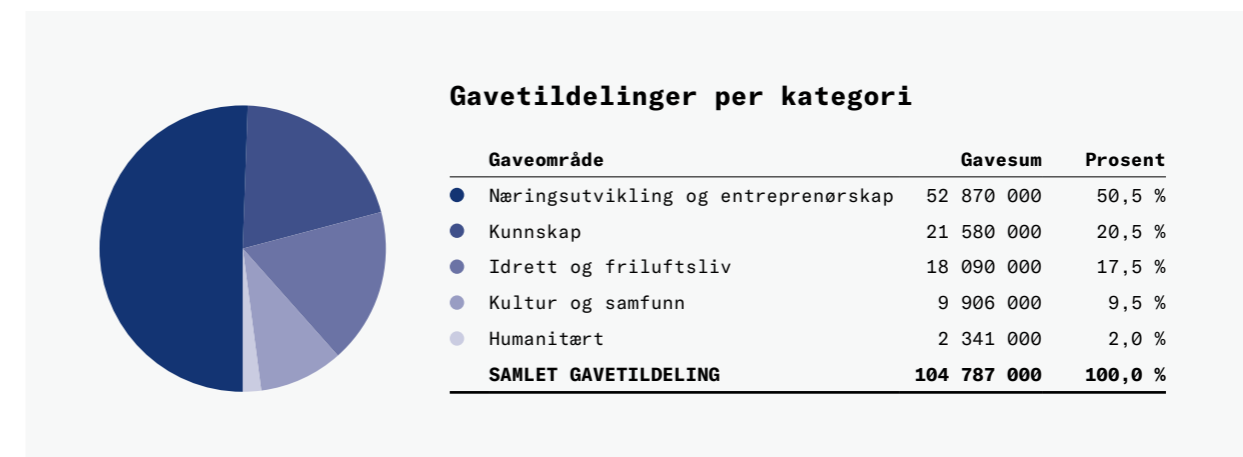 Gavetildelinger per kategori
Gaveområde Gavesum Prosent
Næringsutvikling og entreprenørskap 52 870 000 50,5 %
Kunnskap 21 580 000 20,5 %
Idrett og friluftsliv 18 090 000 17,5 %
Kultur og samfunn 9 906 000 9,5 %
Humanitært 2 341 000 2,0 %
SAMLET GAVETILDELING 104 787 000 100,0 %